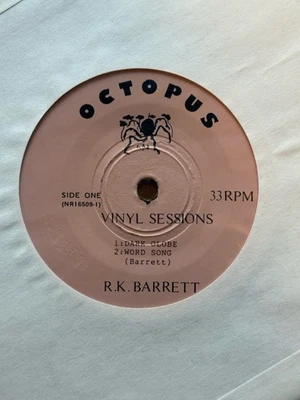 OCTOPUS
SIDE ONE
(NR16509-1)
33RPM
VINYL SESSIONS
1:DARK GLOBE
2:WORD SONG
(Barrett)
R.K. BARRETT